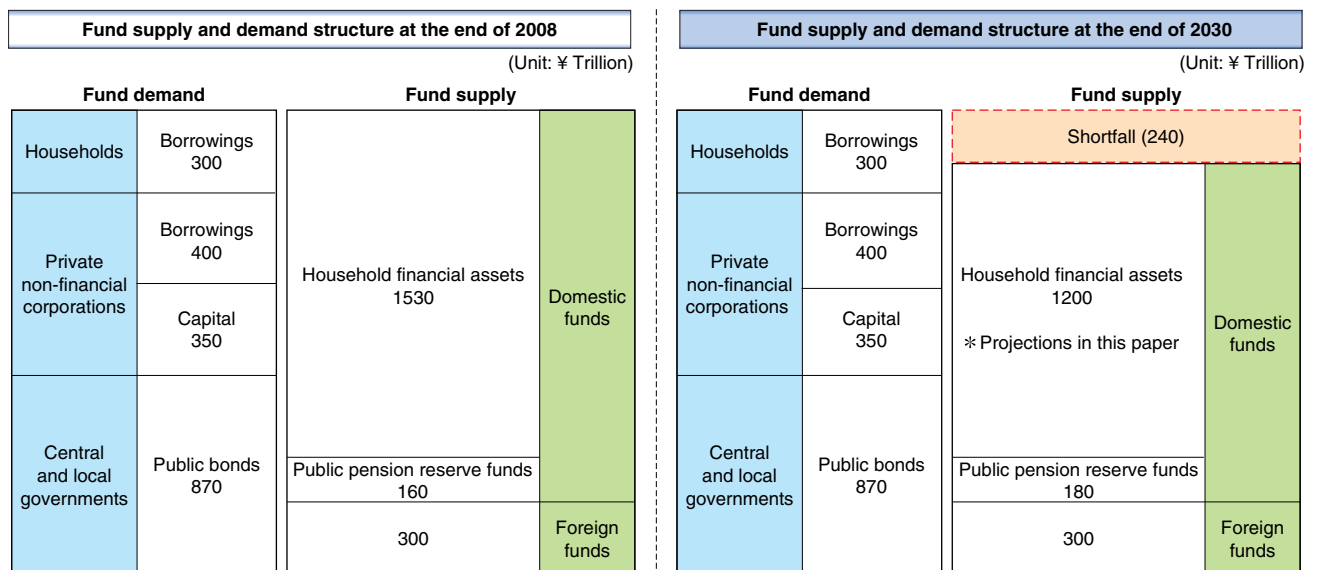 Fund supply and demand structure at the end of 2008
(Unit: ¥ Trillion)
Fund demand
Fund supply
Households
Borrowings
300
Private
non-financial
corporations
Borrowings
400
Capital
350
Central
and local
governments
Public bonds
870
Household financial assets
1530
Public pension reserve funds
160
300
Domestic
funds
Foreign
funds
Fund supply and demand structure at the end of 2030
(Unit: ¥ Trillion)
Fund demand
Fund supply
Households
Borrowings
300
Private
non-financial
corporations
Borrowings
400
Capital
350
Central
and local
governments
Public bonds
870
Shortfall (240)
Household financial assets
1200
* Projections in this paper
Public pension reserve funds
180
300
Domestic
funds
Foreign
funds